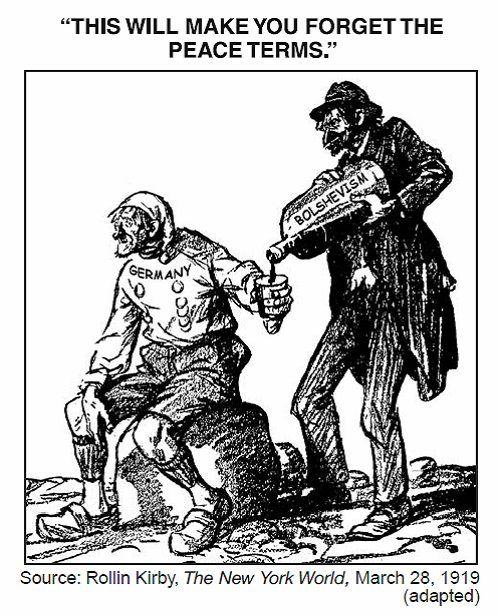 “THIS WILL MAKE YOU FORGET THE
PEACE TERMS.”
BOLSHEVISM
GERMANY
Source: Rollin Kirby, The New York World, March 28, 1919
(adapted)